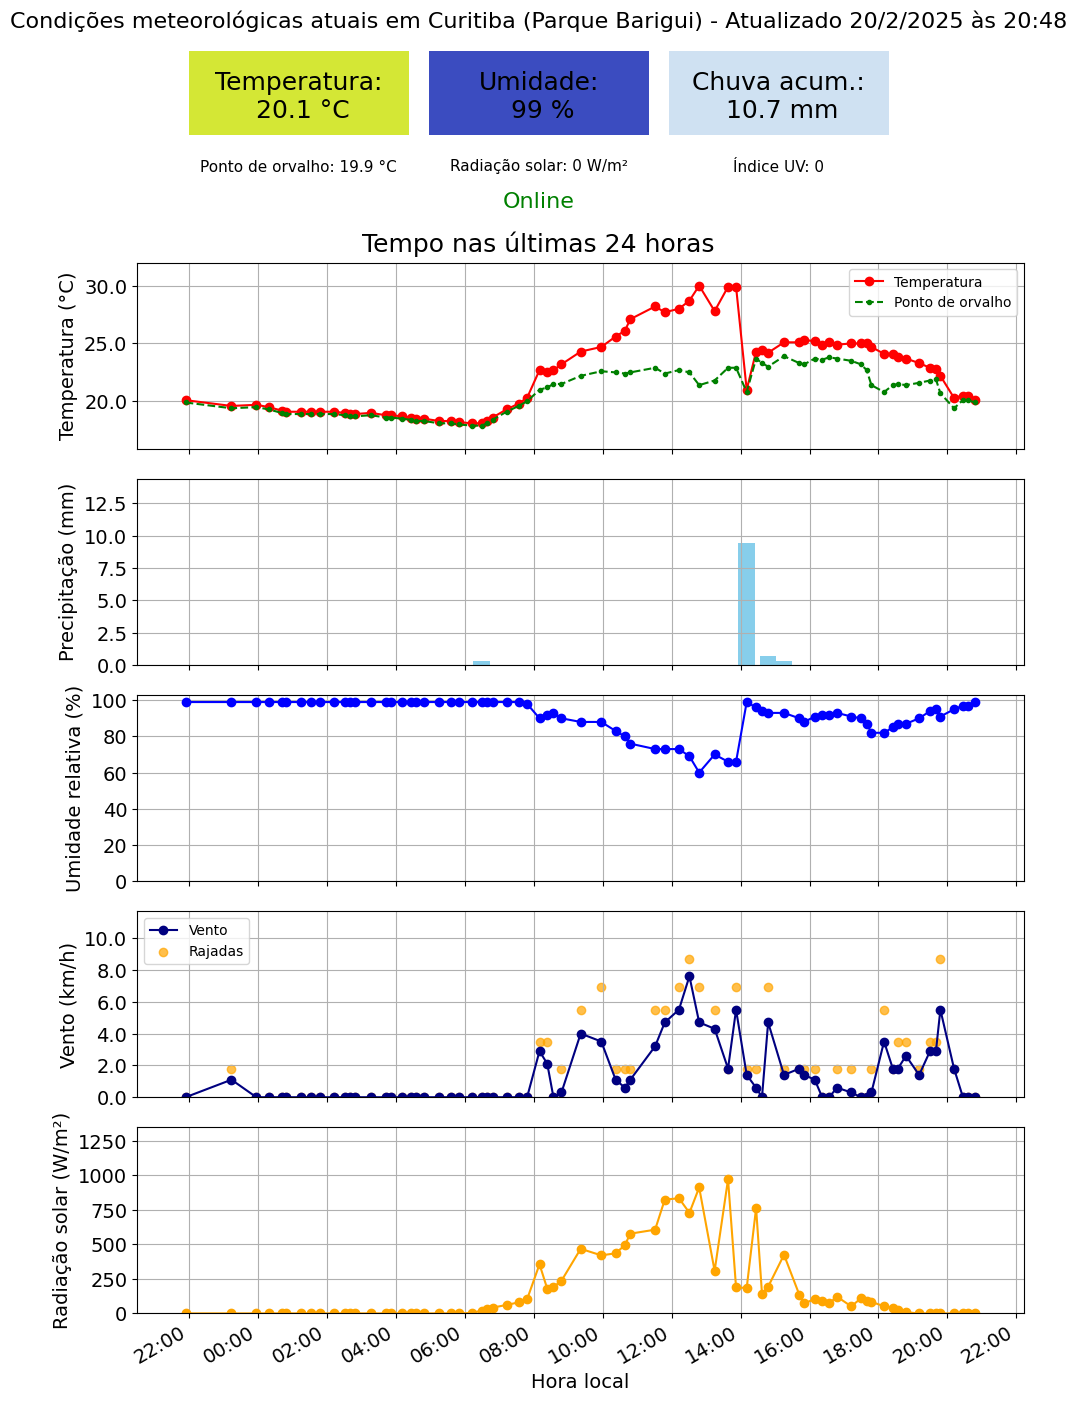 Condições meteorológicas atuais em Curitiba (Parque Barigui) - Atualizado 20/2/2025 às 20:48
Temperatura:
20.1 °C
Umidade:
99 %
Chuva acum.:
10.7 mm
Ponto de orvalho: 19.9 °C
Radiação solar: 0 W/m²
Índice UV: 0
Online
Tempo nas últimas 24 horas
Temperatura (°C)
30.0
25.0
20.0
Temperatura
Ponto de orvalho
Precipitação (mm)
12.5
10.0
7.5
5.0
2.5
0.0
Umidade relativa (%)
100
80
60
40
20
0
Vento (km/h)
10.0
8.0
6.0
4.0
2.0
0.0
Vento
Rajadas
Radiação solar (W/m²)
1250
1000
750
500
250
0
22:00
00:00
02:00
04:00
06:00
08:00
10:00
12:00
14:00
16:00
18:00
20:00
22:00
Hora local